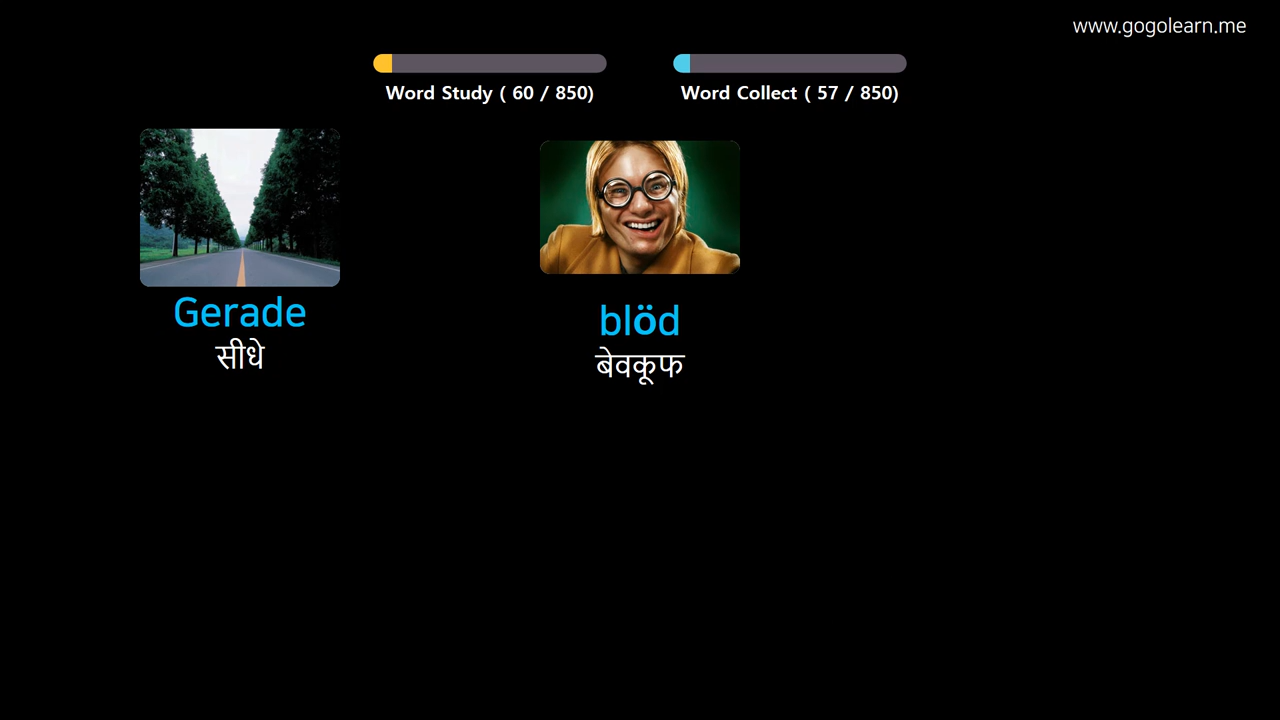 www.gogolearn.me
Word Study ( 60 / 850)
Word Collect ( 57 / 850)
Gerade
सीधे
blöd
बेवकूफ